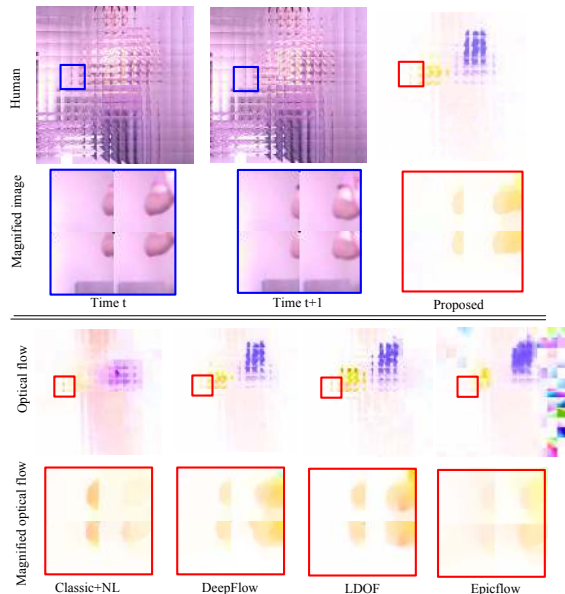 Human
Magnified image
Time t
Time t+1
Proposed
Optical flow
Magnified optical flow
Classic+NL
DeepFlow
LDOF
Epicflow